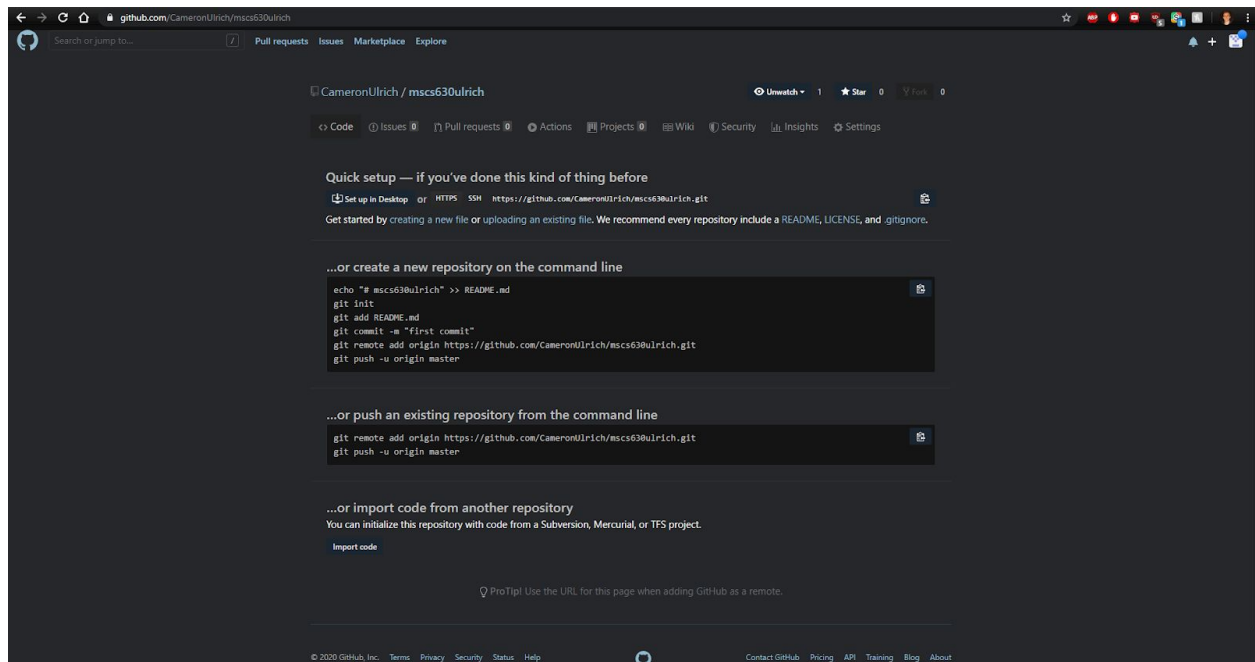 github.com/CameronUlrich/mscs630ulrich
Search or jump to... / Pull requests Issues Marketplace Explore
CameronUlrich / mscs630ulrich Unwatch 1 Star 0 Fork 0
Code Issues 0 Pull requests 0 Actions Projects 0 Wiki Security Insights Settings
Quick setup — if you've done this kind of thing before
Set up in Desktop or HTTPS SSH https://github.com/CameronUlrich/mscs630ulrich.git
Get started by creating a new file or uploading an existing file. We recommend every repository include a README, LICENSE, and .gitignore.
...or create a new repository on the command line
echo "# mscs630ulrich" >> README.md
git init
git add README.md
git commit -m "first commit"
git remote add origin https://github.com/CameronUlrich/mscs630ulrich.git
git push -u origin master
...or push an existing repository from the command line
git remote add origin https://github.com/CameronUlrich/mscs630ulrich.git
git push -u origin master
...or import code from another repository
You can initialize this repository with code from a Subversion, Mercurial, or TFS project.
Import code
ProTip! Use the URL for this page when adding GitHub as a remote.
© 2020 GitHub, Inc. Terms Privacy Security Status Help Contact GitHub Pricing API Training Blog About